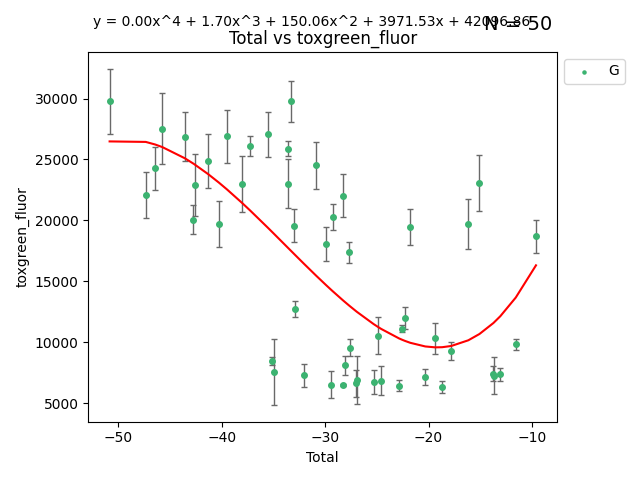 y = 0.00x^4 + 1.70x^3 + 150.06x^2 + 3971.53x + 42096.86
N = 50
Total vs toxgreen_fluor
G
toxgreen_fluor
30000
25000
20000
15000
10000
5000
−50
−40
−30
−20
−10
Total